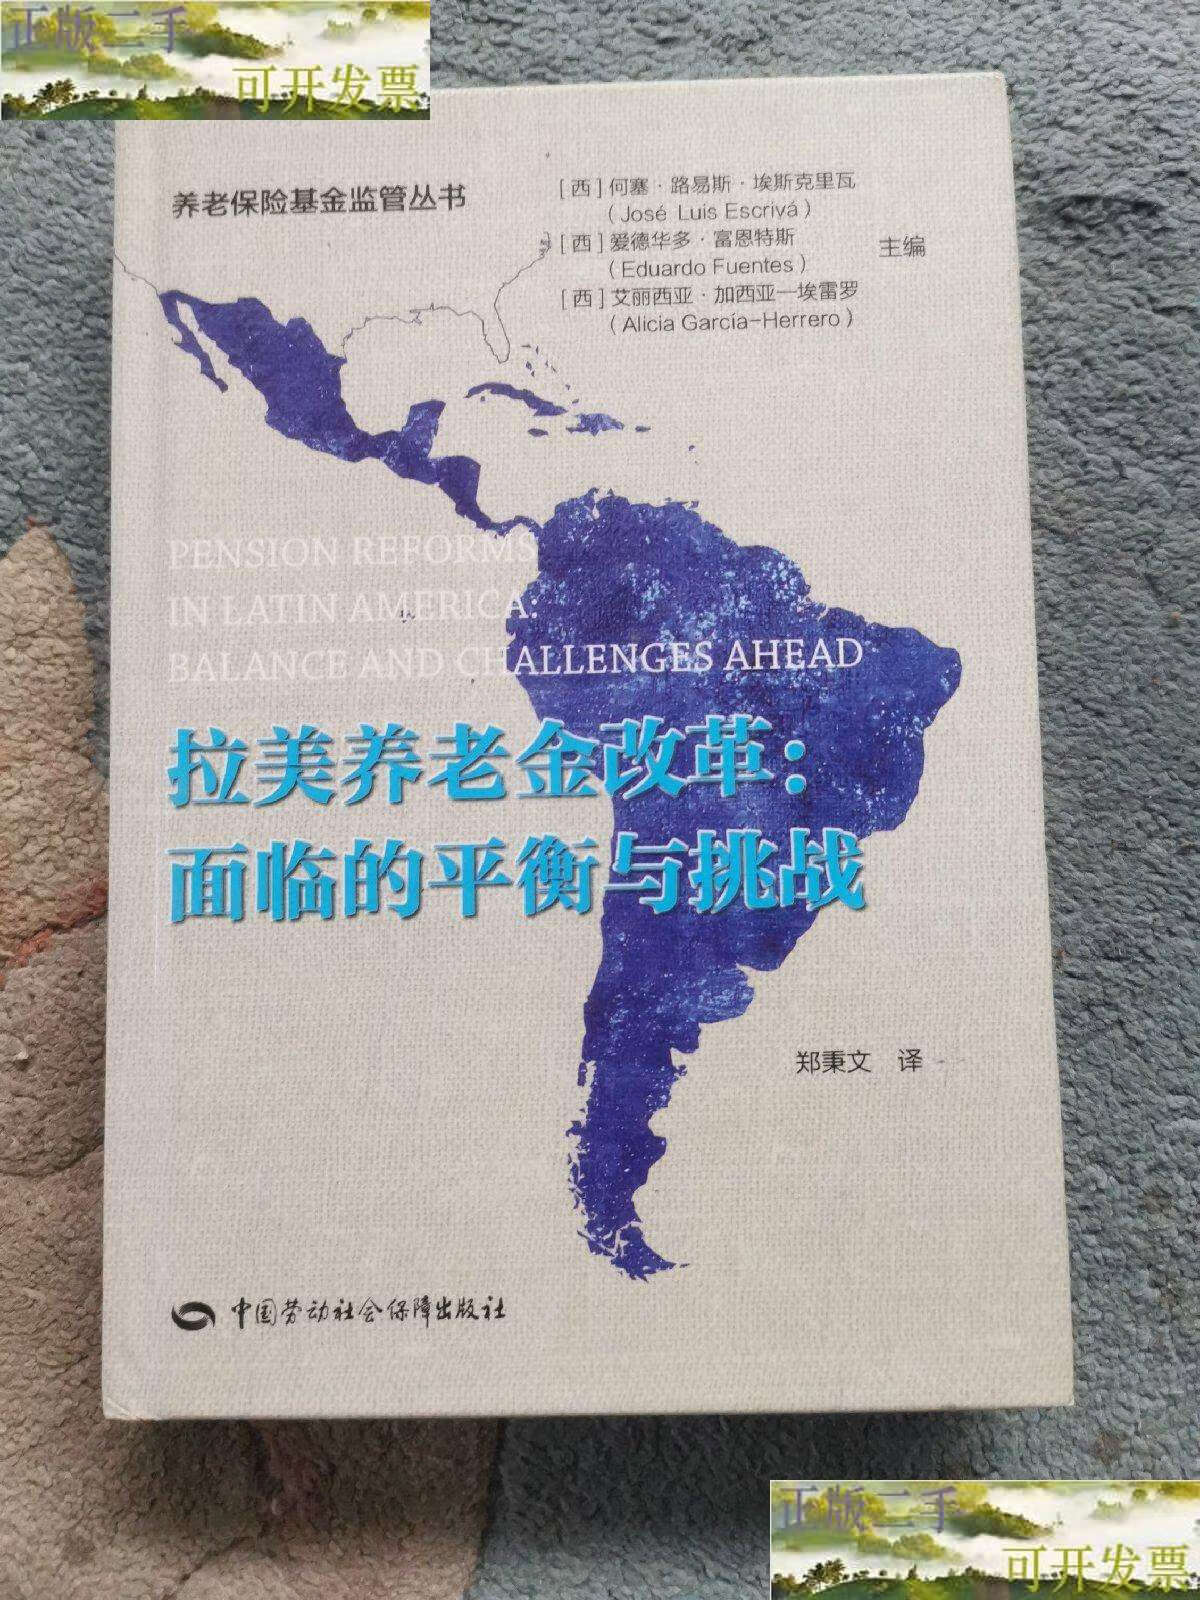 正版二手
可开发票
养老保险基金监管丛书
[西]何塞·路易斯·埃斯克里瓦
(José Luis Escrivá)
[西]爱德华多·富恩特斯
(Eduardo Fuentes)
主编
[西]艾丽西亚·加西亚—埃雷罗
(Alicia García-Herrero)
PENSION REFORMS
IN LATIN AMERICA:
BALANCE AND CHALLENGES AHEAD
拉美养老金改革：
面临的平衡与挑战
郑秉文 译
中国劳动社会保障出版社
正版二手
可开发票